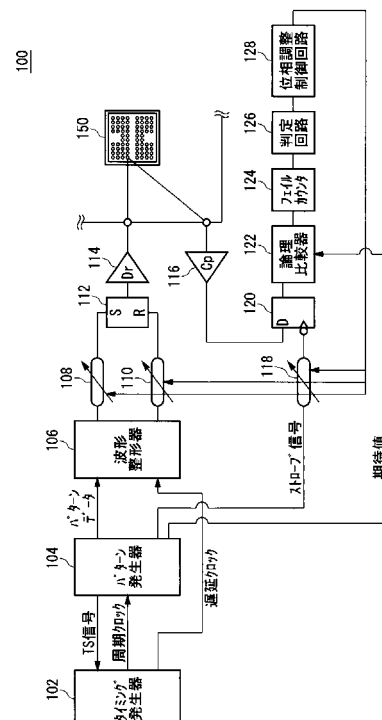 100
102
タイミング
発生器
TS信号
周期クロック
104
パターン
発生器
パターン
データ
遅延クロック
106
波形
整形器
108
110
112
S
R
114
Dr
116
Cp
150
ストローブ信号
118
期待値
120
D
122
論理
比較器
124
フェイル
カウンタ
126
判定
回路
128
位相調整
制御回路